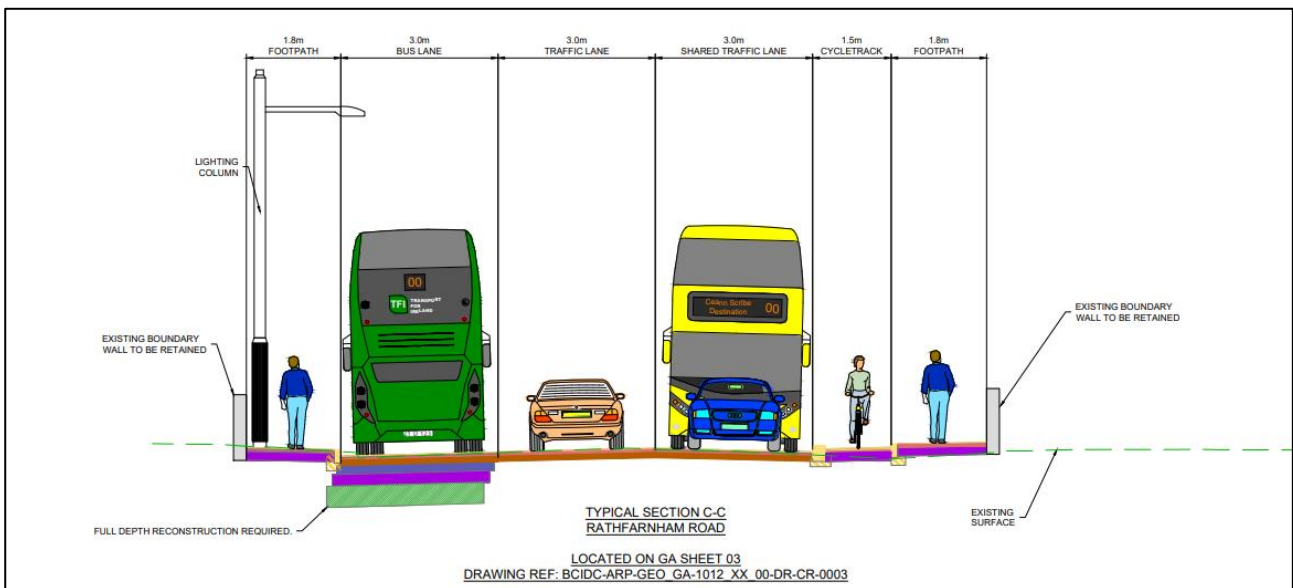 1.8m
FOOTPATH
3.0m
BUS LANE
3.0m
TRAFFIC LANE
3.0m
SHARED TRAFFIC LANE
1.5m
CYCLETRACK
1.8m
FOOTPATH
LIGHTING
COLUMN
00
TFI
TRANSPORT
FOR
IRELAND
Ceann Scríbe
Destination
00
EXISTING BOUNDARY
WALL TO BE RETAINED
EXISTING BOUNDARY
WALL TO BE RETAINED
FULL DEPTH RECONSTRUCTION REQUIRED.
EXISTING
SURFACE
TYPICAL SECTION C-C
RATHFARNHAM ROAD
LOCATED ON GA SHEET 03
DRAWING REF: BCIDC-ARP-GEO_GA-1012_XX_00-DR-CR-0003